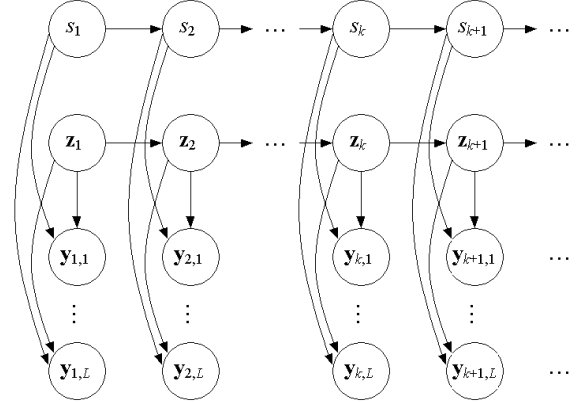 s1 s2 ... sk sk+1 ...
z1 z2 ... zk zk+1 ...
y1,1 y2,1 yk,1 yk+1,1 ...
⋮ ⋮ ⋮ ⋮
y1,L y2,L yk,L yk+1,L ...